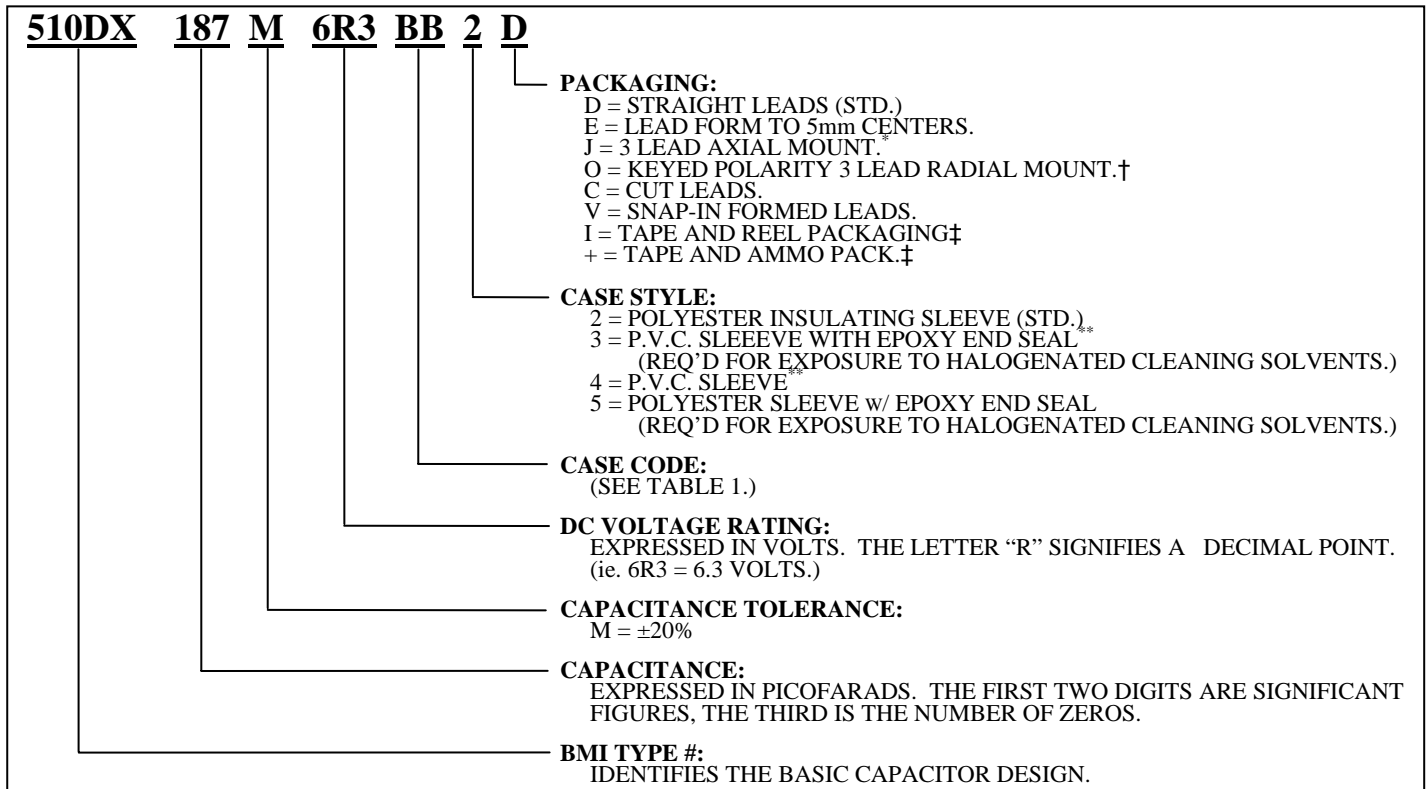 510DX 187 M 6R3 BB 2 D
PACKAGING:
D = STRAIGHT LEADS (STD.)
E = LEAD FORM TO 5mm CENTERS.
J = 3 LEAD AXIAL MOUNT.*
O = KEYED POLARITY 3 LEAD RADIAL MOUNT.†
C = CUT LEADS.
V = SNAP-IN FORMED LEADS.
I = TAPE AND REEL PACKAGING‡
+ = TAPE AND AMMO PACK.‡
CASE STYLE:
2 = POLYESTER INSULATING SLEEVE (STD.)
3 = P.V.C. SLEEEVE WITH EPOXY END SEAL**
(REQ’D FOR EXPOSURE TO HALOGENATED CLEANING SOLVENTS.)
4 = P.V.C. SLEEVE**
5 = POLYESTER SLEEVE w/ EPOXY END SEAL
(REQ’D FOR EXPOSURE TO HALOGENATED CLEANING SOLVENTS.)
CASE CODE:
(SEE TABLE 1.)
DC VOLTAGE RATING:
EXPRESSED IN VOLTS. THE LETTER “R” SIGNIFIES A DECIMAL POINT.
(ie. 6R3 = 6.3 VOLTS.)
CAPACITANCE TOLERANCE:
M = ±20%
CAPACITANCE:
EXPRESSED IN PICOFARADS. THE FIRST TWO DIGITS ARE SIGNIFICANT
FIGURES, THE THIRD IS THE NUMBER OF ZEROS.
BMI TYPE #:
IDENTIFIES THE BASIC CAPACITOR DESIGN.